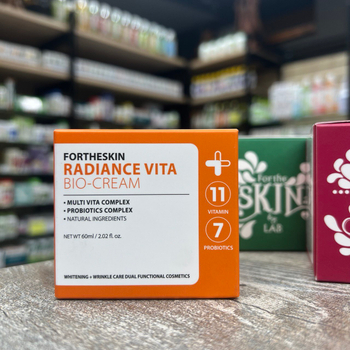 FORTHESKIN
RADIANCE VITA
BIO-CREAM
• MULTI VITA COMPLEX
• PROBIOTICS COMPLEX
• NATURAL INGREDIENTS
NET WT 60ml / 2.02 fl. oz.
WHITENING + WRINKLE CARE DUAL FUNCTIONAL COSMETICS
11
VITAMIN
7
PROBIOTICS
For the
SKIN
by
LAB